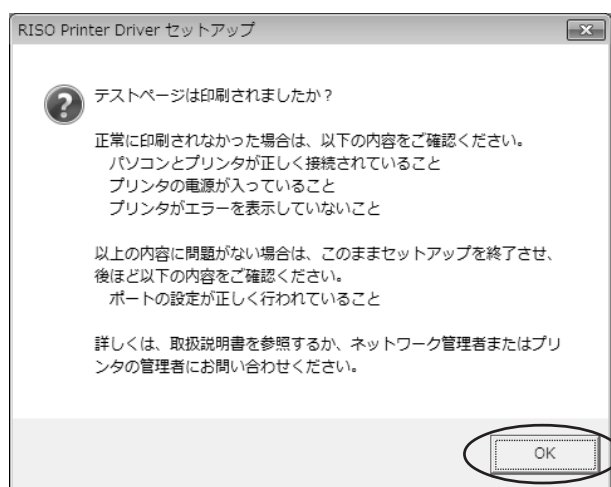 RISO Printer Driver セットアップ
テストページは印刷されましたか？
正常に印刷されなかった場合は、以下の内容をご確認ください。
パソコンとプリンタが正しく接続されていること
プリンタの電源が入っていること
プリンタがエラーを表示していないこと
以上の内容に問題がない場合は、このままセットアップを終了させ、
後ほど以下の内容をご確認ください。
ポートの設定が正しく行われていること
詳しくは、取扱説明書を参照するか、ネットワーク管理者またはプリ
ンタの管理者にお問い合わせください。
OK